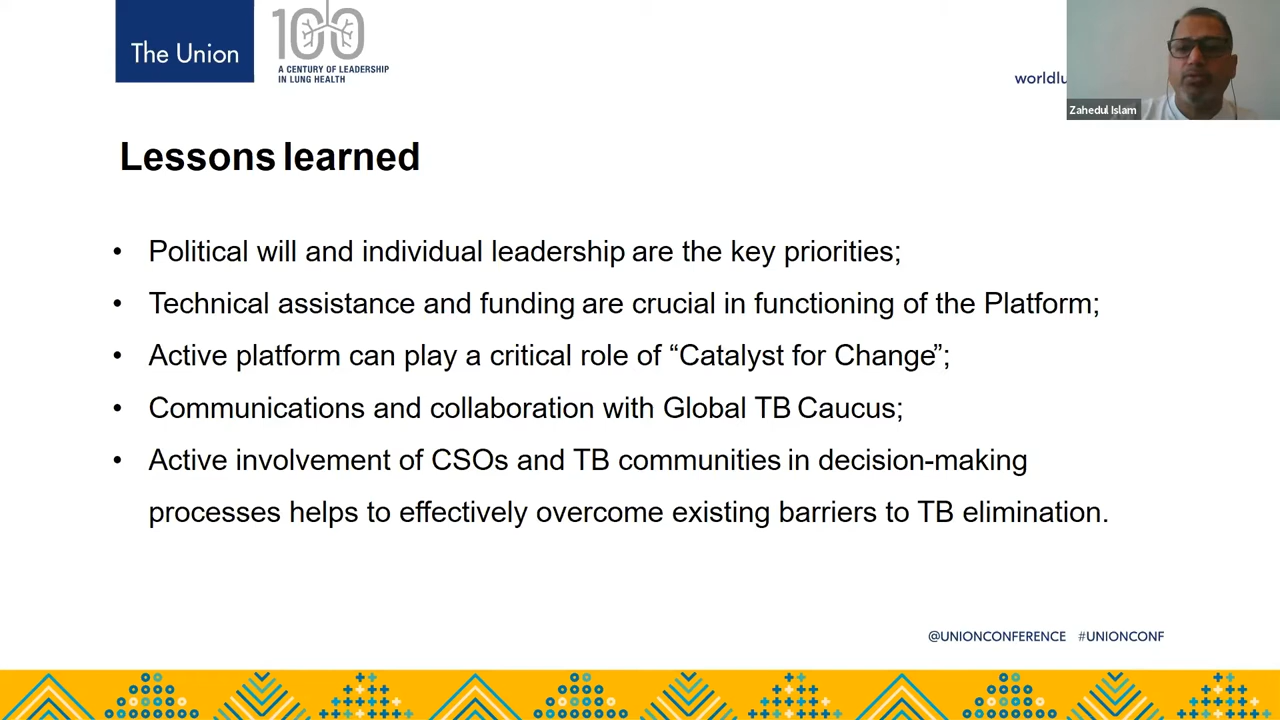 The Union
100
A CENTURY OF LEADERSHIP
IN LUNG HEALTH
worldlu
Zahedul Islam
Lessons learned
• Political will and individual leadership are the key priorities;
• Technical assistance and funding are crucial in functioning of the Platform;
• Active platform can play a critical role of “Catalyst for Change”;
• Communications and collaboration with Global TB Caucus;
• Active involvement of CSOs and TB communities in decision-making
processes helps to effectively overcome existing barriers to TB elimination.
@UNIONCONFERENCE #UNIONCONF